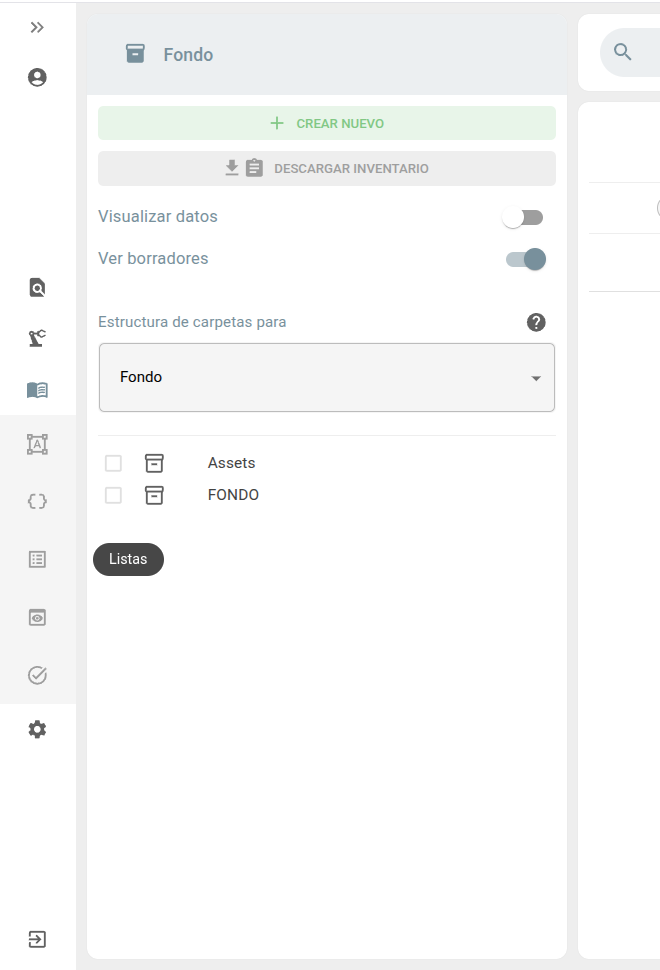 Fondo
CREAR NUEVO
DESCARGAR INVENTARIO
Visualizar datos
Ver borradores
Estructura de carpetas para
Fondo
Assets
FONDO
Listas